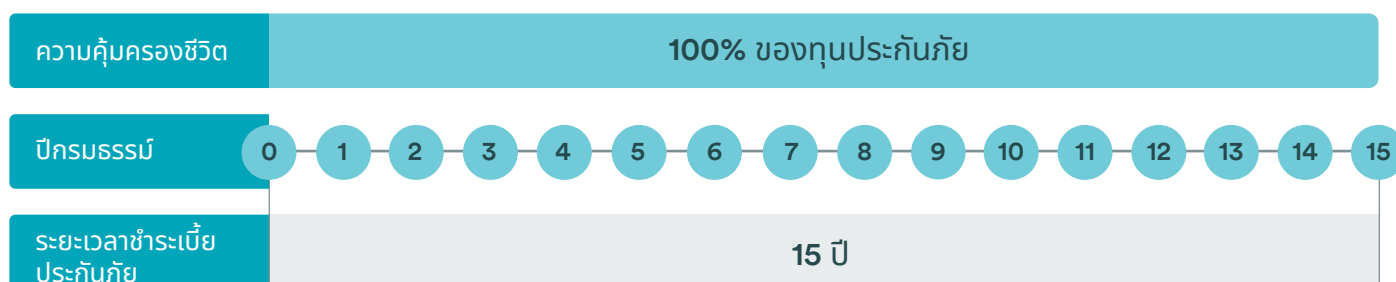 ความคุ้มครองชีวิต
100% ของทุนประกันภัย
ปีกรมธรรม์
0 1 2 3 4 5 6 7 8 9 10 11 12 13 14 15
ระยะเวลาชำระเบี้ย
ประกันภัย
15 ปี